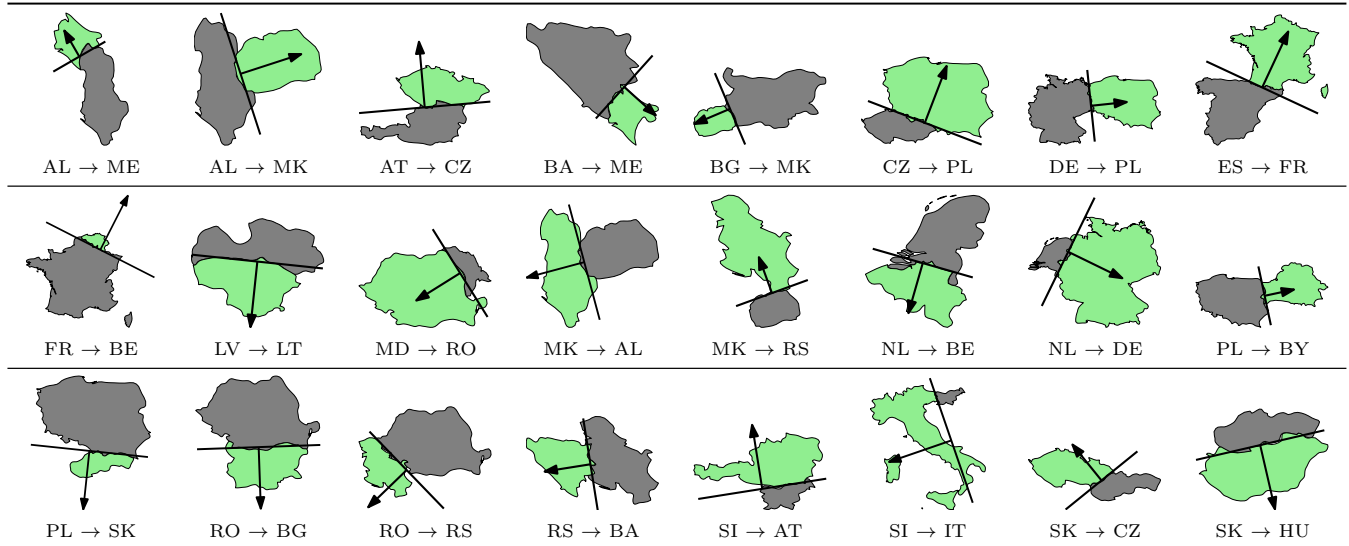 AL → ME AL → MK AT → CZ BA → ME BG → MK CZ → PL DE → PL ES → FR
FR → BE LV → LT MD → RO MK → AL MK → RS NL → BE NL → DE PL → BY
PL → SK RO → BG RO → RS RS → BA SI → AT SI → IT SK → CZ SK → HU